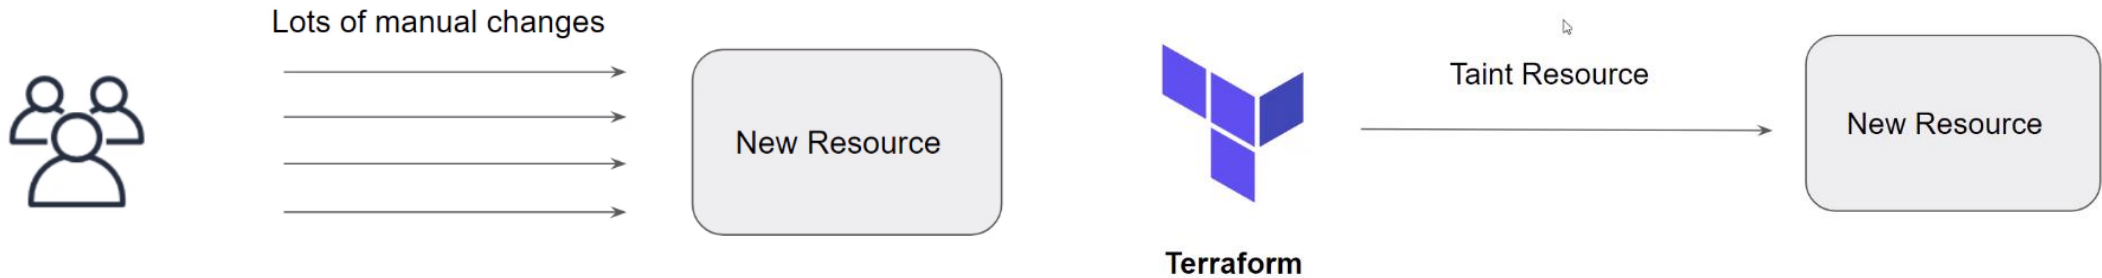 Lots of manual changes
New Resource
Terraform
Taint Resource
New Resource